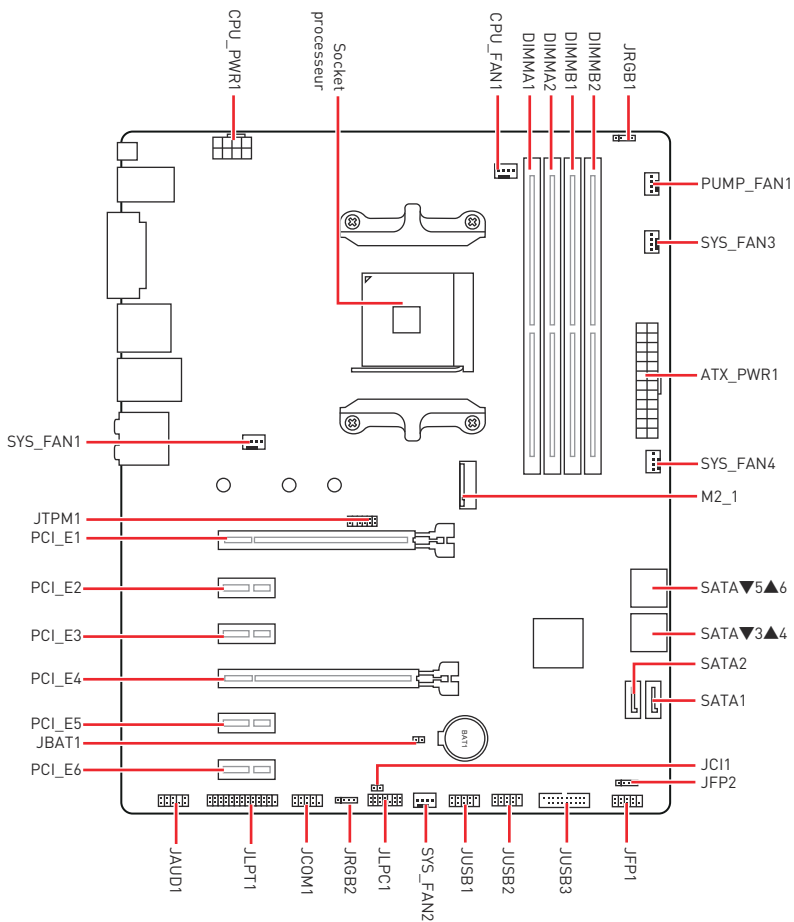 CPU_PWR1
Socket
processeur
CPU_FAN1
DIMMA1
DIMMA2
DIMMB1
DIMMB2
JRGB1
PUMP_FAN1
SYS_FAN3
ATX_PWR1
SYS_FAN1
SYS_FAN4
M2_1
JTPM1
PCI_E1
PCI_E2
SATA▼5▲6
PCI_E3
SATA▼3▲4
SATA2
PCI_E4
SATA1
PCI_E5
JBAT1
BAT1
PCI_E6
JCI1
JFP2
JAUD1
JLPT1
JCOM1
JRGB2
JLPC1
SYS_FAN2
JUSB1
JUSB2
JUSB3
JFP1